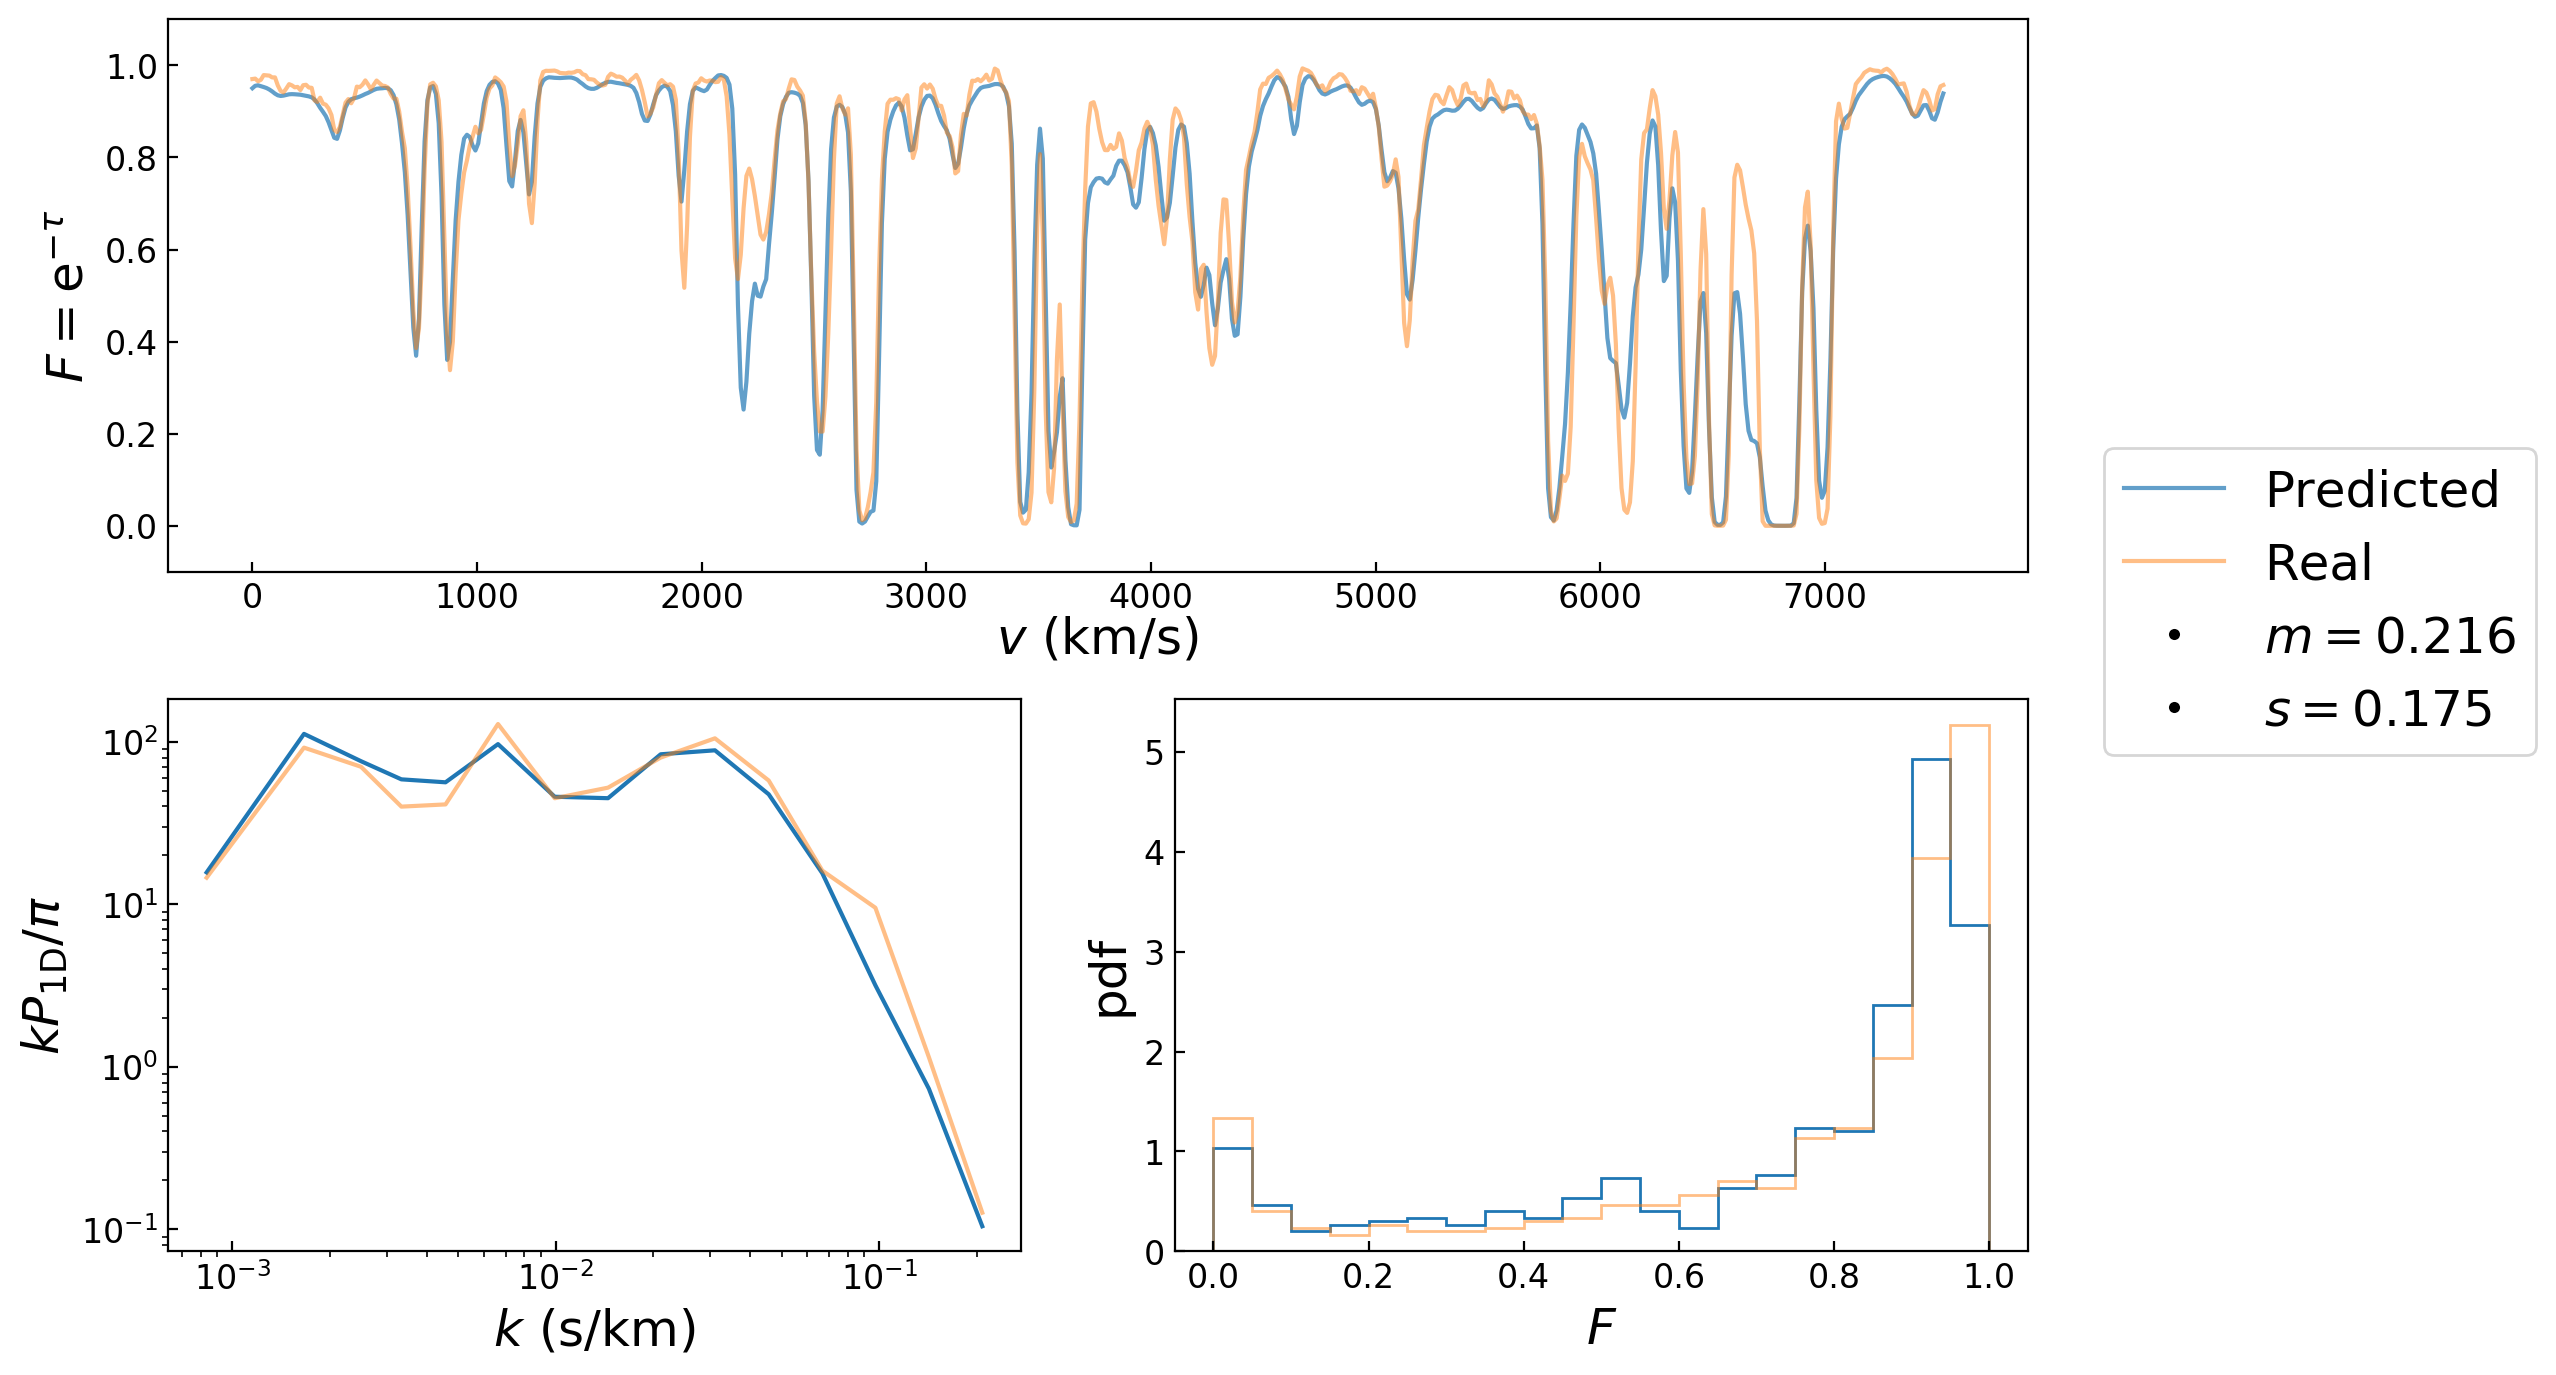 F = e^{−τ}
1.0
0.8
0.6
0.4
0.2
0.0
0 1000 2000 3000 4000 5000 6000 7000
v (km/s)
Predicted
Real
m = 0.216
s = 0.175
kP_{1D}/π
10^2
10^1
10^0
10^{−1}
10^{−3} 10^{−2} 10^{−1}
k (s/km)
pdf
5
4
3
2
1
0
0.0 0.2 0.4 0.6 0.8 1.0
F